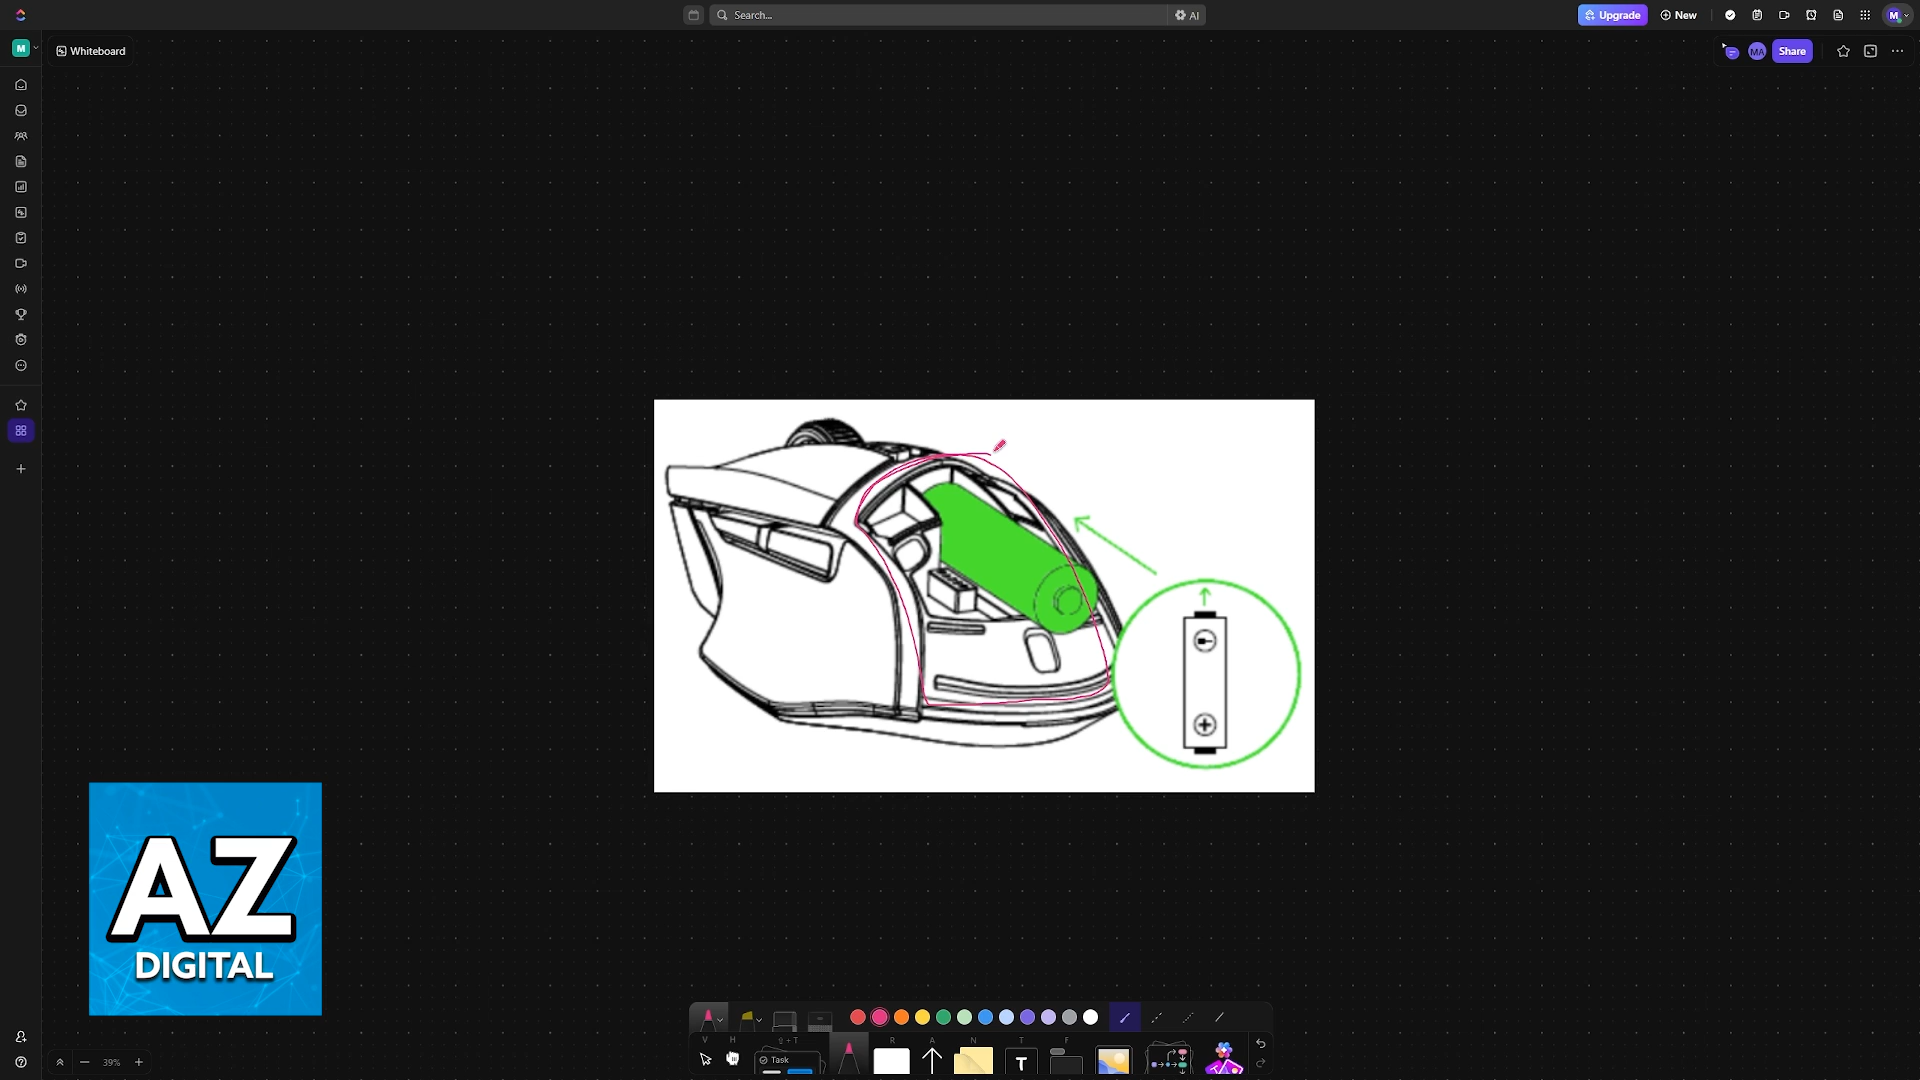 Search...
AI
Upgrade
New
M
M
Whiteboard
MA
Share
AZ
DIGITAL
V
H
⇧ + T
R
A
N
T
F
Task
T
39%